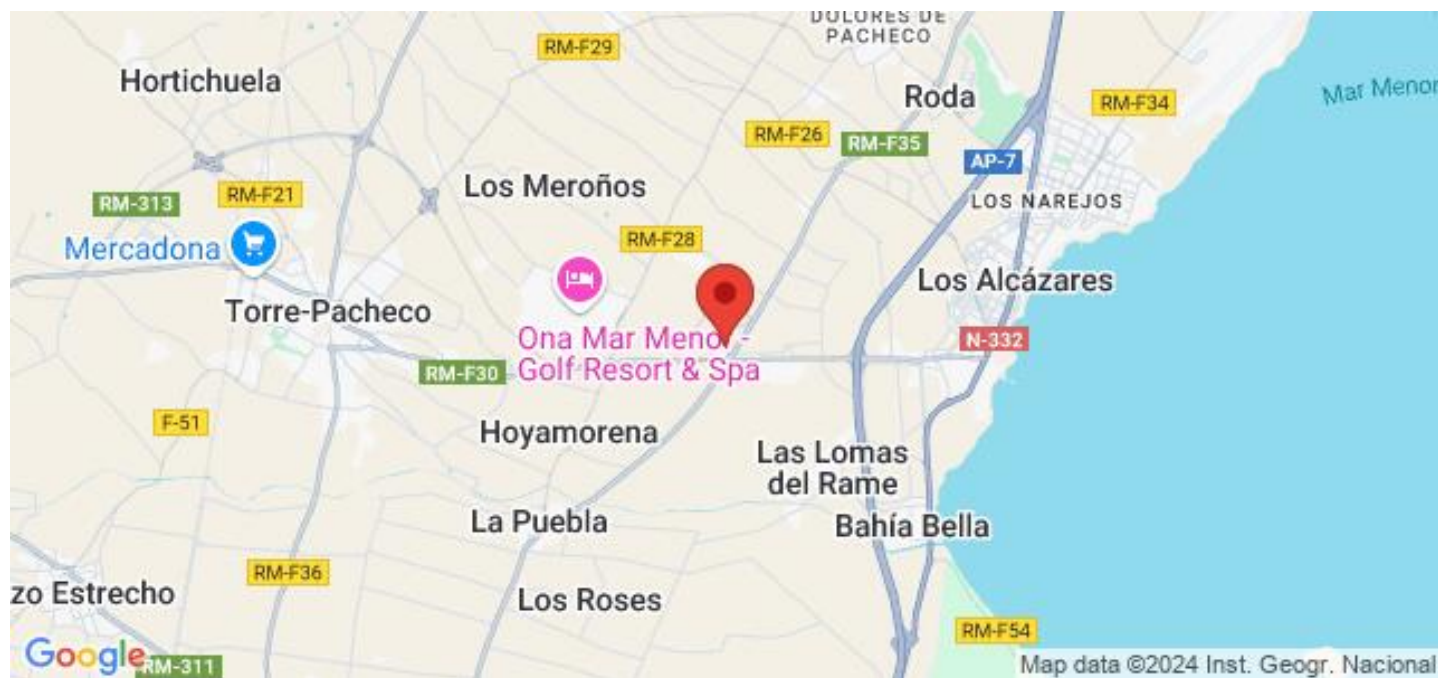 DOLORES DE
PACHECO
RM-F29
Hortichuela
Mar Menor
Roda
RM-F34
RM-F26
RM-F35
AP-7
Los Meroños
RM-F21
RM-313
LOS NAREJOS
Mercadona
RM-F28
Los Alcázares
Torre-Pacheco
Ona Mar Menor -
Golf Resort & Spa
N-332
RM-F30
F-51
Hoyamorena
Las Lomas
del Rame
La Puebla
Bahía Bella
RM-F36
zo Estrecho
Los Roses
RM-F54
Google
RM-311
Map data ©2024 Inst. Geogr. Nacional